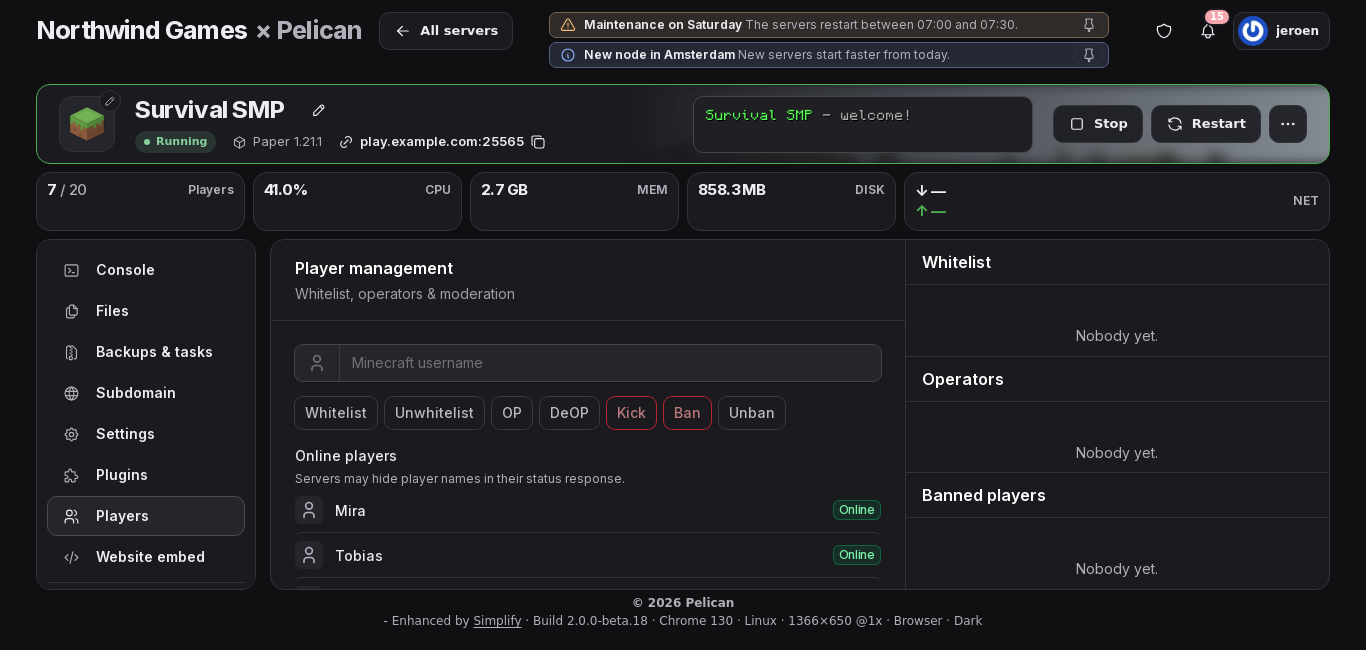 Northwind Games × Pelican
All servers
Maintenance on Saturday The servers restart between 07:00 and 07:30.
New node in Amsterdam New servers start faster from today.
15
jeroen
Survival SMP
Running
Paper 1.21.1
play.example.com:25565
Survival SMP - welcome!
Stop
Restart
7 / 20
Players
41.0%
CPU
2.7 GB
MEM
858.3 MB
DISK
↓ —
↑ —
NET
Console
Files
Backups & tasks
Subdomain
Settings
Plugins
Players
Website embed
Player management
Whitelist, operators & moderation
Minecraft username
Whitelist
Unwhitelist
OP
DeOP
Kick
Ban
Unban
Online players
Servers may hide player names in their status response.
Mira
Online
Tobias
Online
Whitelist
Nobody yet.
Operators
Nobody yet.
Banned players
Nobody yet.
© 2026 Pelican
- Enhanced by Simplify · Build 2.0.0-beta.18 · Chrome 130 · Linux · 1366×650 @1x · Browser · Dark